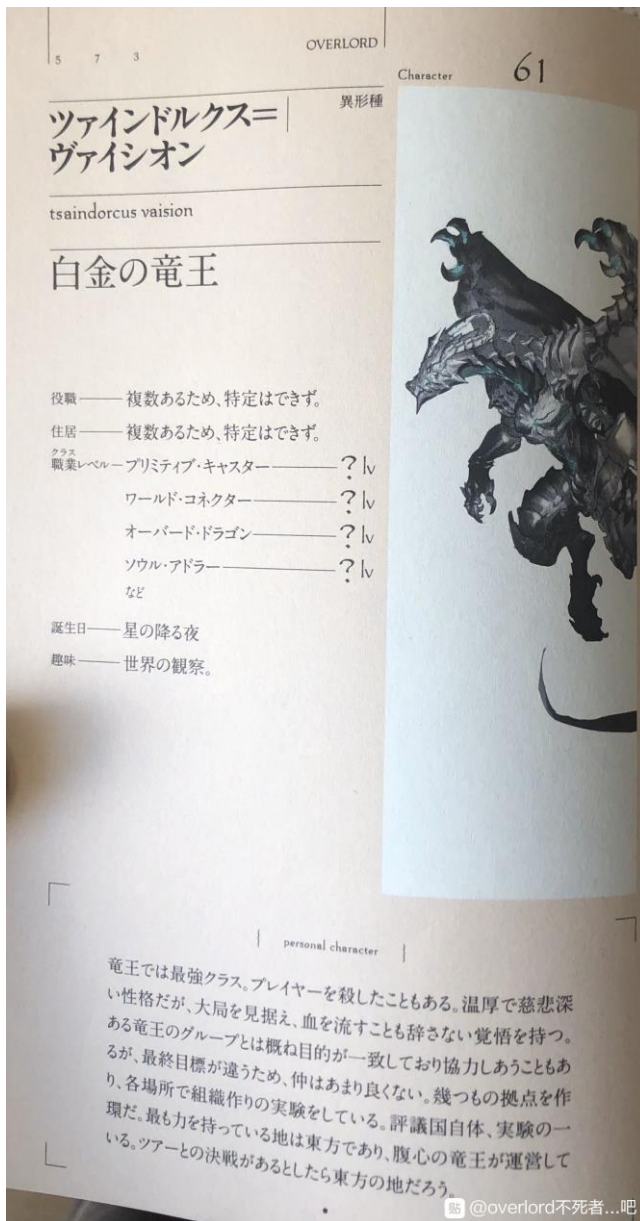 573
OVERLORD
Character 61
異形種
ツァインドルクス=
ヴァイシオン
tsaindorcus vaision
白金の竜王
役職――複数あるため、特定はできず。
住居――複数あるため、特定はできず。
クラス
職業レベル―プリミティブ・キャスター――?lv
ワールド・コネクター――?lv
オーバード・ドラゴン――?lv
ソウル・アドラー――?lv
など
誕生日――星の降る夜
趣味――世界の観察。
personal character
竜王では最強クラス。プレイヤーを殺したこともある。温厚で慈悲深
い性格だが、大局を見据え、血を流すことも辞さない覚悟を持つ。
ある竜王のグループとは概ね目的が一致しており協力しあうこともあ
るが、最終目標が違うため、仲はあまり良くない。幾つもの拠点を作
り、各場所で組織作りの実験をしている。評議国自体、実験の一
環だ。最も力を持っている地は東方であり、腹心の竜王が運営して
いる。ツアーとの決戦があるとしたら東方の地だろう。
貼 @overlord不死者...吧